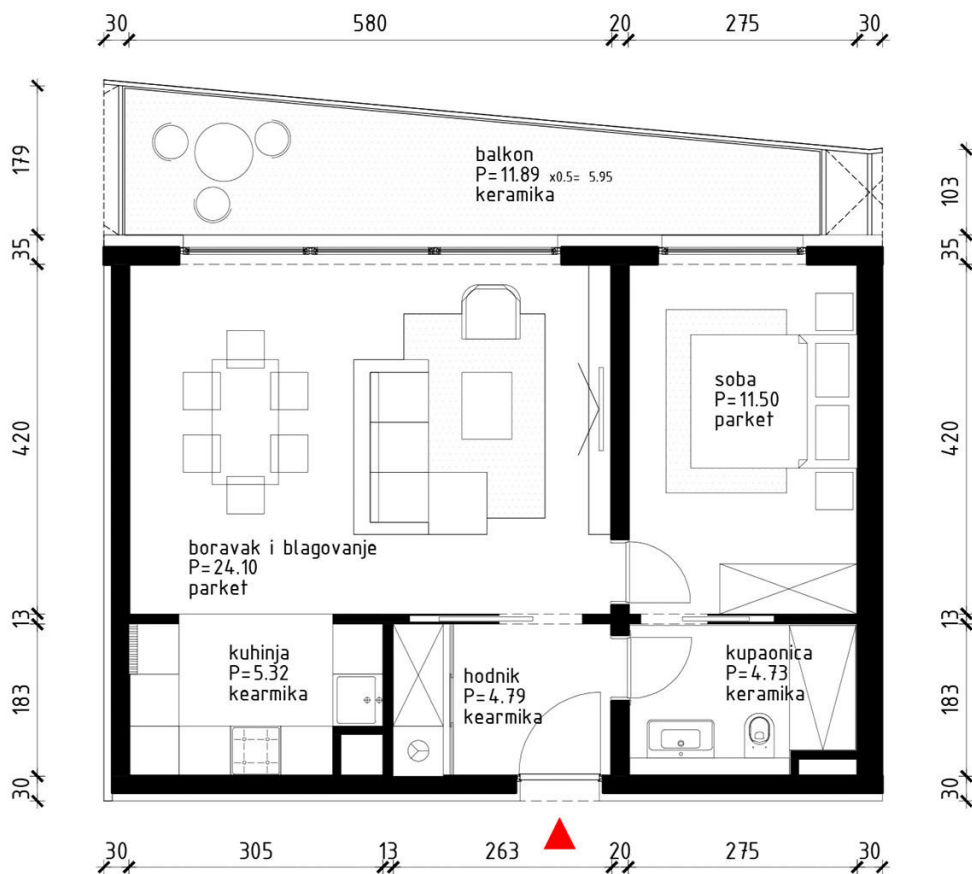 30 580 20 275 30
179
35
420
13
183
30
103
35
420
13
183
30
balkon
P=11.89 x0.5= 5.95
keramika
soba
P=11.50
parket
boravak i blagovanje
P=24.10
parket
kuhinja
P=5.32
kearmika
hodnik
P=4.79
kearmika
kupaonica
P=4.73
keramika
30 305 13 263 20 275 30